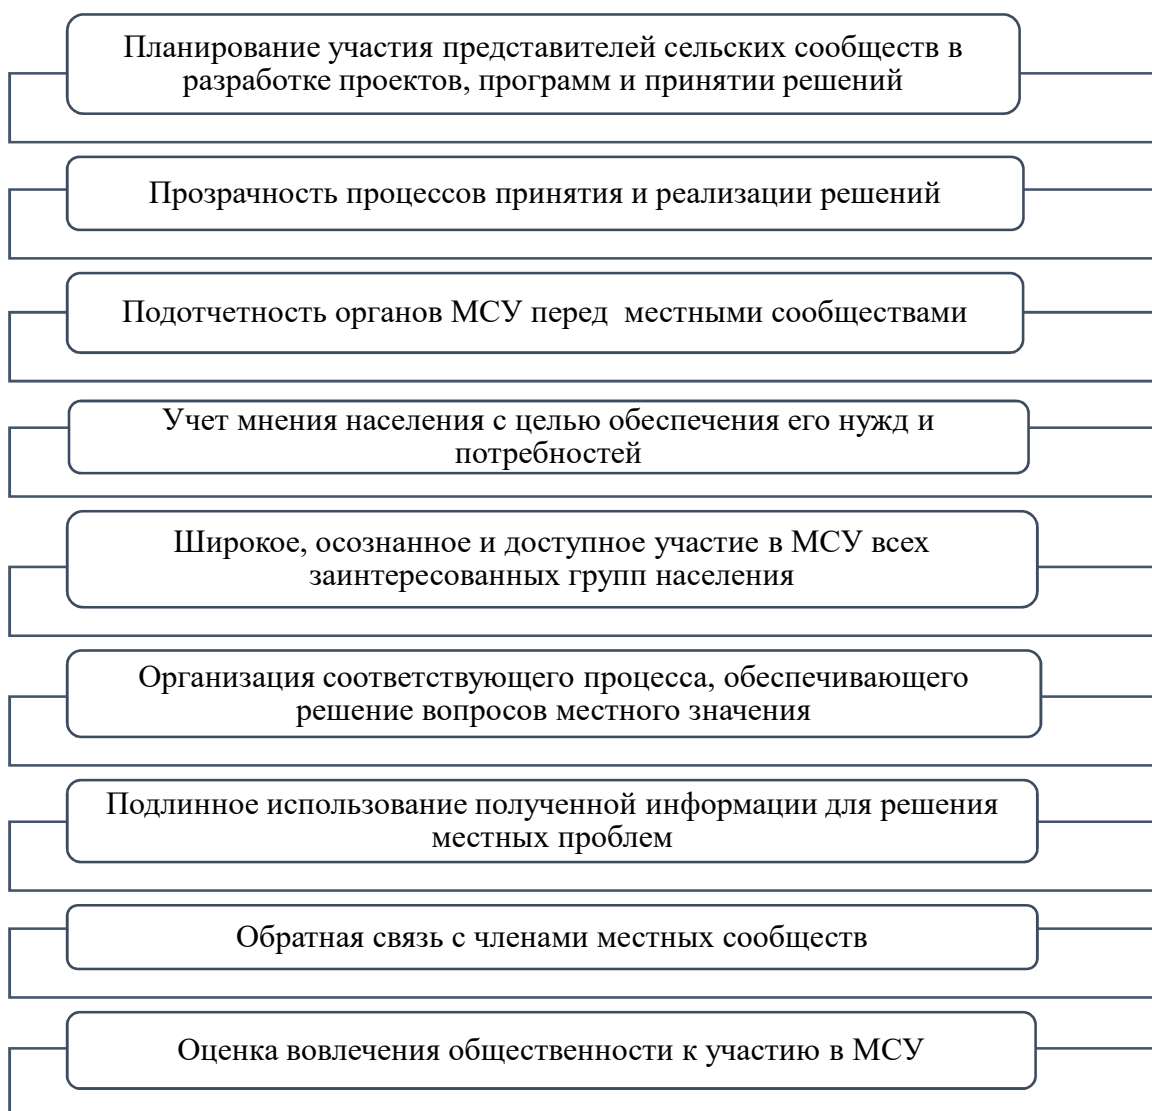 Планирование участия представителей сельских сообществ в
разработке проектов, программ и принятии решений
Прозрачность процессов принятия и реализации решений
Подотчетность органов МСУ перед  местными сообществами
Учет мнения населения с целью обеспечения его нужд и
потребностей
Широкое, осознанное и доступное участие в МСУ всех
заинтересованных групп населения
Организация соответствующего процесса, обеспечивающего
решение вопросов местного значения
Подлинное использование полученной информации для решения
местных проблем
Обратная связь с членами местных сообществ
Оценка вовлечения общественности к участию в МСУ